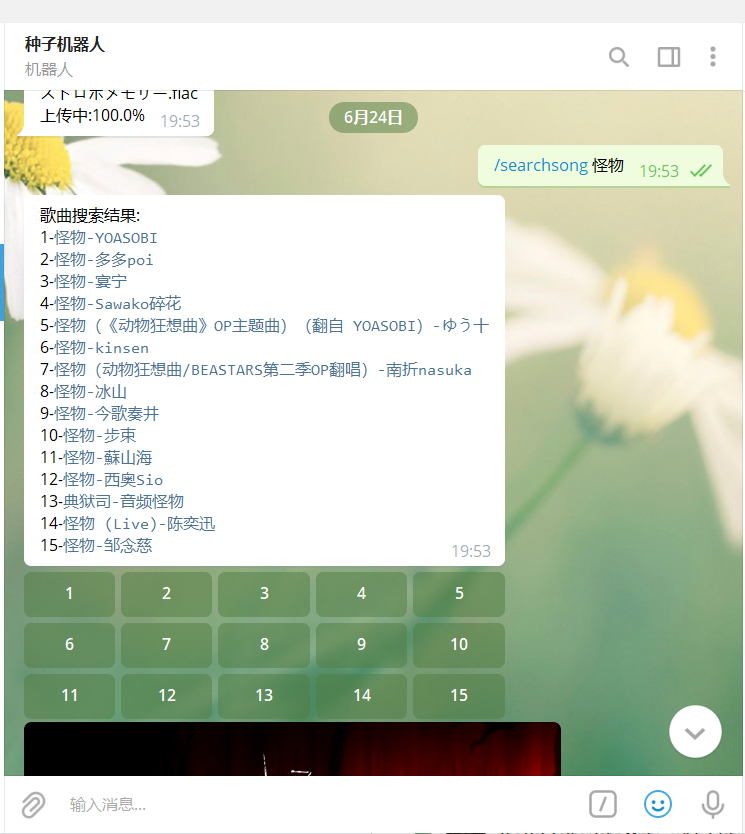 种子机器人
机器人
ストロボメモリー.flac
上传中:100.0% 19:53
6月24日
/searchsong 怪物 19:53
歌曲搜索结果:
1-怪物-YOASOBI
2-怪物-多多poi
3-怪物-宴宁
4-怪物-Sawako碎花
5-怪物（《动物狂想曲》OP主题曲）（翻自 YOASOBI）-ゆう十
6-怪物-kinsen
7-怪物（动物狂想曲/BEASTARS第二季OP翻唱）-南折nasuka
8-怪物-冰山
9-怪物-今歌奏井
10-怪物-步束
11-怪物-蘇山海
12-怪物-西奥Sio
13-典狱司-音频怪物
14-怪物 (Live)-陈奕迅
15-怪物-邹念慈
19:53
1 2 3 4 5
6 7 8 9 10
11 12 13 14 15
输入消息...